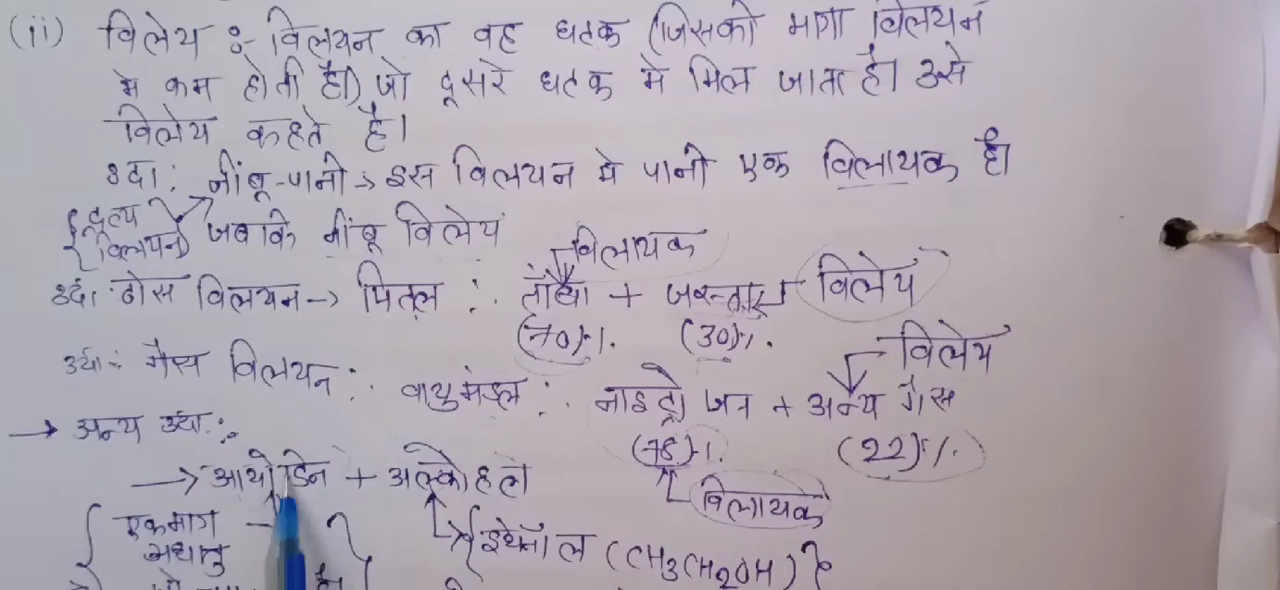 (ii) विलेय :- विलयन का वह घटक (जिसकी मात्रा विलयन
मे कम होती है) जो दूसरे घटक मे मिल जाता है। उसे
विलेय कहते है।
उदा: नींबू-पानी → इस विलयन मे पानी एक विलायक है।
{द्रव्य विलयन} जबकि नींबू विलेय
विलायक
उदा. ठोस विलयन → पितल : ताँबा + जस्ता विलेय
(70)%. (30)%.
विलेय
उदा :- गैस विलयन : वायुमंडल : नाइट्रोजन + अन्य गैस
(78)%. (22)%.
→ अन्य उदा :
विलायक
→ आयोडिन + अल्कोहल
{इथेनॉल (CH3CH2OH)}
{एकमात्र
अधातु